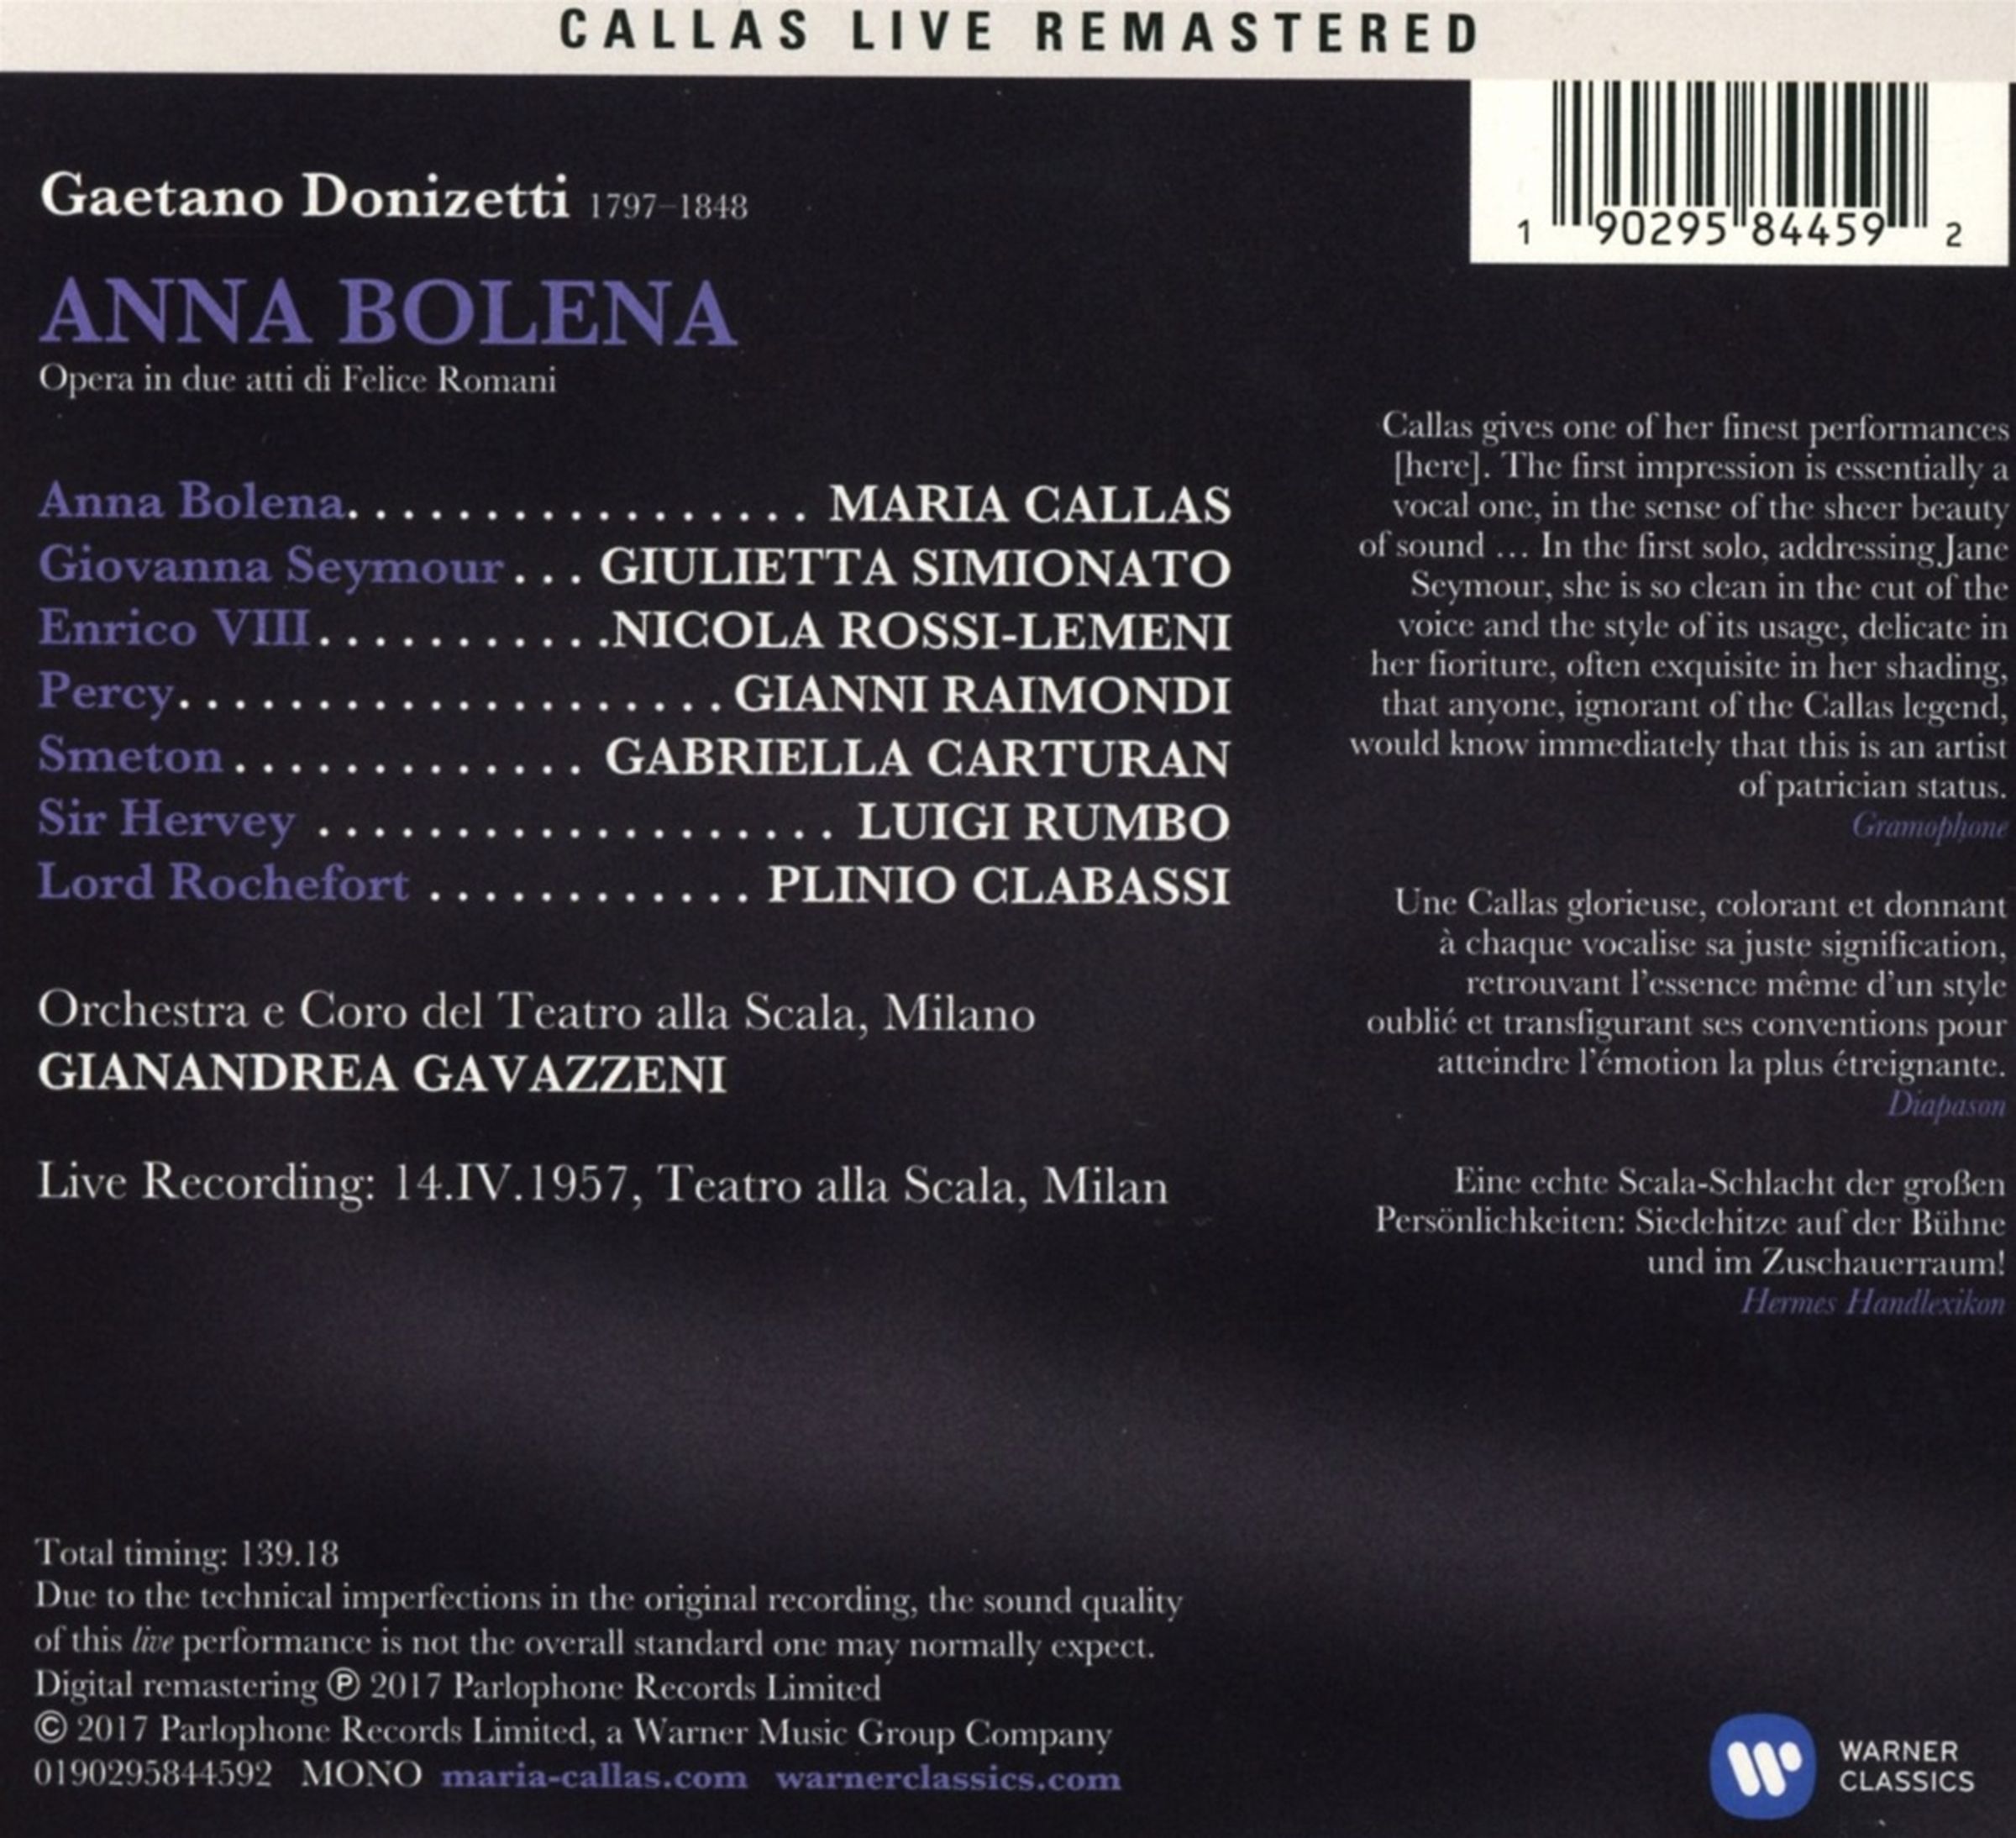 CALLAS LIVE REMASTERED
1 90295 84459 2
Gaetano Donizetti 1797–1848
ANNA BOLENA
Opera in due atti di Felice Romani
Anna Bolena. . . . . . . . . . . . . . . . . MARIA CALLAS
Giovanna Seymour . . . GIULIETTA SIMIONATO
Enrico VIII. . . . . . . . . . .NICOLA ROSSI-LEMENI
Percy. . . . . . . . . . . . . . . . . . . . GIANNI RAIMONDI
Smeton . . . . . . . . . . . . . GABRIELLA CARTURAN
Sir Hervey . . . . . . . . . . . . . . . . . . . LUIGI RUMBO
Lord Rochefort . . . . . . . . . . . . PLINIO CLABASSI
Orchestra e Coro del Teatro alla Scala, Milano
GIANANDREA GAVAZZENI
Live Recording: 14.IV.1957, Teatro alla Scala, Milan
Callas gives one of her finest performances
[here]. The first impression is essentially a
vocal one, in the sense of the sheer beauty
of sound … In the first solo, addressing Jane
Seymour, she is so clean in the cut of the
voice and the style of its usage, delicate in
her fioriture, often exquisite in her shading,
that anyone, ignorant of the Callas legend,
would know immediately that this is an artist
of patrician status.
Gramophone
Une Callas glorieuse, colorant et donnant
à chaque vocalise sa juste signification,
retrouvant l'essence même d'un style
oublié et transfigurant ses conventions pour
atteindre l'émotion la plus étreignante.
Diapason
Eine echte Scala-Schlacht der großen
Persönlichkeiten: Siedehitze auf der Bühne
und im Zuschauerraum!
Hermes Handlexikon
Total timing: 139.18
Due to the technical imperfections in the original recording, the sound quality
of this live performance is not the overall standard one may normally expect.
Digital remastering ℗ 2017 Parlophone Records Limited
© 2017 Parlophone Records Limited, a Warner Music Group Company
0190295844592 MONO maria-callas.com warnerclassics.com
WARNER
CLASSICS